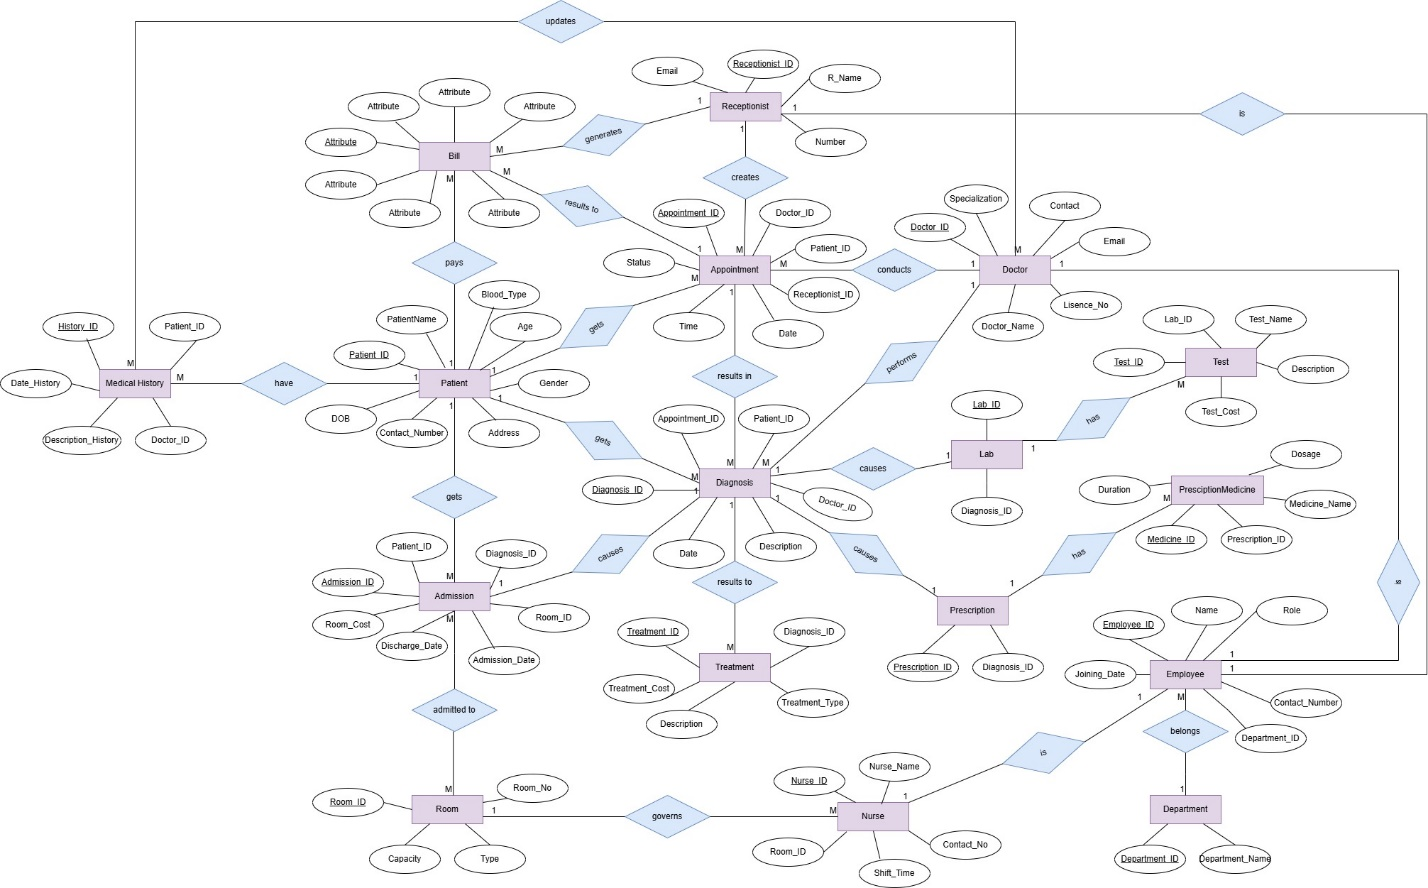 updates
Email
Receptionist_ID
R_Name
Number
Receptionist
1
1
1
is
Attribute
Attribute
Attribute
Attribute
Attribute
Attribute
Attribute
Bill
M
M
M
generates
results to
creates
pays
Appointment_ID
Doctor_ID
Patient_ID
Receptionist_ID
Status
Time
Date
Appointment
M
1
M
M
1
conducts
Specialization
Contact
Doctor_ID
Email
Lisence_No
Doctor_Name
Doctor
M
1
1
1
History_ID
Patient_ID
Date_History
Description_History
Doctor_ID
Medical History
M
M
have
PatientName
Blood_Type
Age
Patient_ID
Gender
DOB
Contact_Number
Address
Patient
1
1
1
1
1
gets
gets
gets
results in
performs
Lab_ID
Test_Name
Test_ID
Description
Test_Cost
Test
M
has
Lab_ID
Lab
1
1
Diagnosis_ID
causes
Appointment_ID
Patient_ID
Diagnosis_ID
Doctor_ID
Date
Description
Diagnosis
M
M
1
M
1
1
1
causes
causes
results to
Dosage
Duration
PresciptionMedicine
M
Medicine_Name
Medicine_ID
Prescription_ID
has
Prescription
1
1
Prescription_ID
Diagnosis_ID
Patient_ID
Diagnosis_ID
Admission_ID
Room_Cost
Discharge_Date
Admission_Date
Room_ID
Admission
M
1
M
admitted to
Treatment_ID
Diagnosis_ID
Treatment_Cost
Treatment_Type
Description
Treatment
M
is
Employee_ID
Name
Role
Joining_Date
Contact_Number
Department_ID
Employee
1
1
1
M
belongs
is
Department
1
Department_ID
Department_Name
Room_ID
Room_No
Capacity
Type
Room
M
1
governs
Nurse_ID
Nurse_Name
Room_ID
Shift_Time
Contact_No
Nurse
M
1